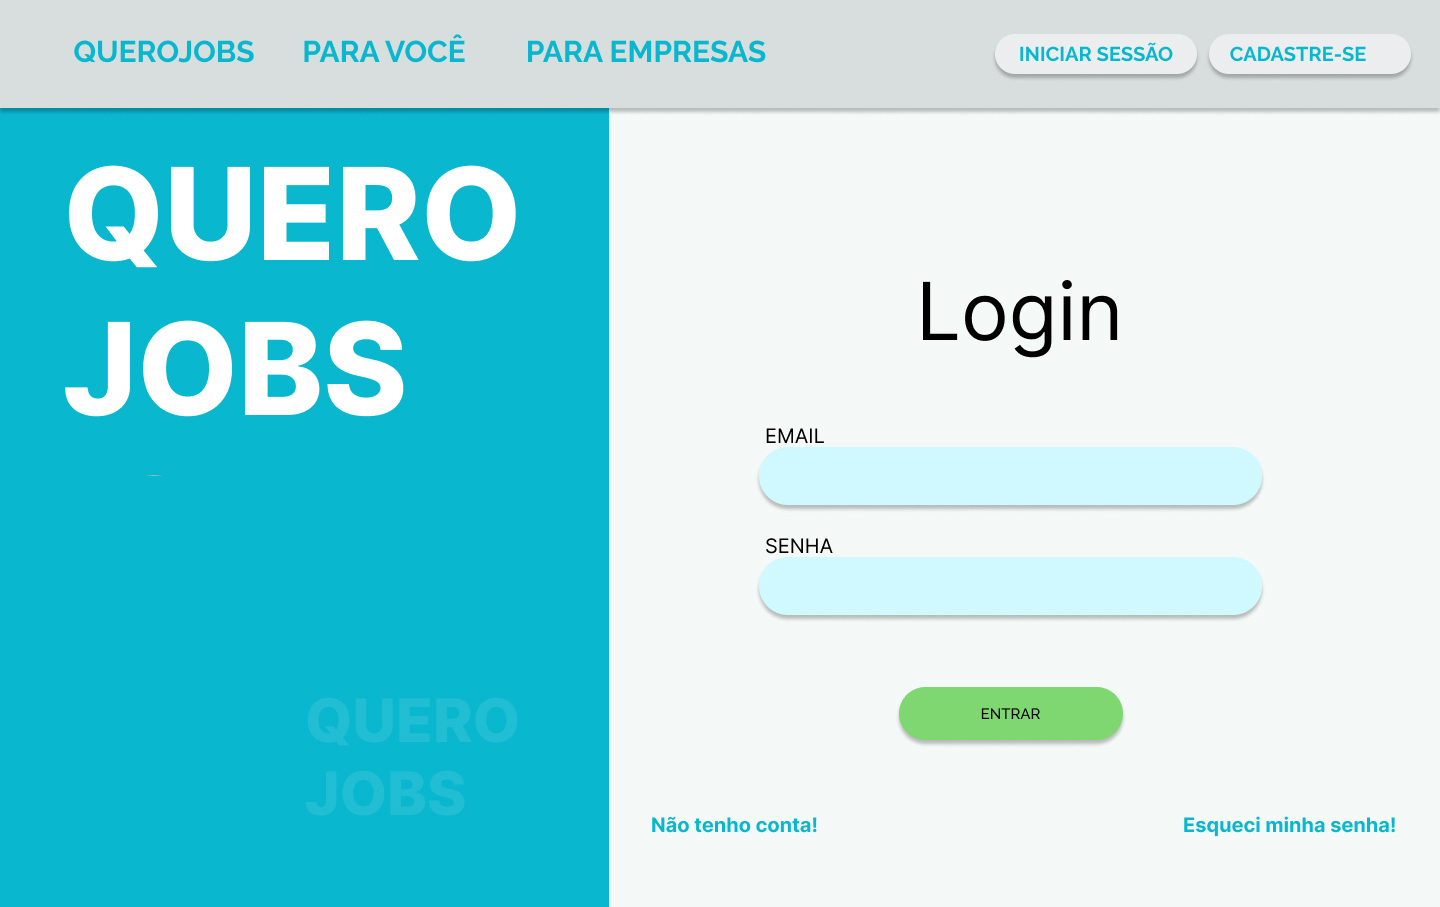 QUEROJOBS PARA VOCÊ PARA EMPRESAS INICIAR SESSÃO CADASTRE-SE
QUERO
JOBS
Login
EMAIL
SENHA
ENTRAR
QUERO
JOBS
Não tenho conta! Esqueci minha senha!